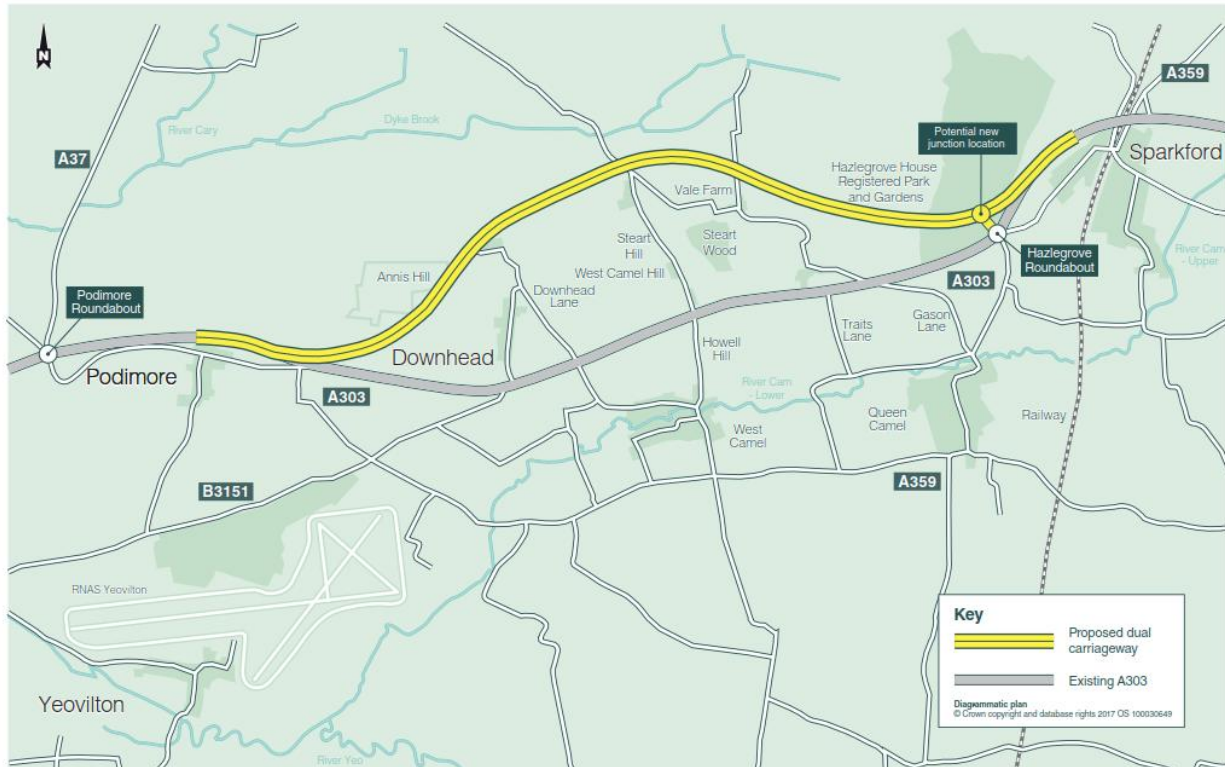 N
A359
River Cary
Dyke Brook
Potential new
junction location
Sparkford
A37
Hazlegrove House
Registered Park
and Gardens
Vale Farm
Steart
Hill
Steart
Wood
River Cam
- Upper
Hazlegrove
Roundabout
Annis Hill
West Camel Hill
Downhead
Lane
A303
Podimore
Roundabout
Gason
Lane
Traits
Lane
Howell
Hill
Downhead
Podimore
A303
River Cam
- Lower
Queen
Camel
Railway
West
Camel
A359
B3151
RNAS Yeovilton
Yeovilton
River Yeo
Key
Proposed dual
carriageway
Existing A303
Diagrammatic plan
© Crown copyright and database rights 2017 OS 100030649